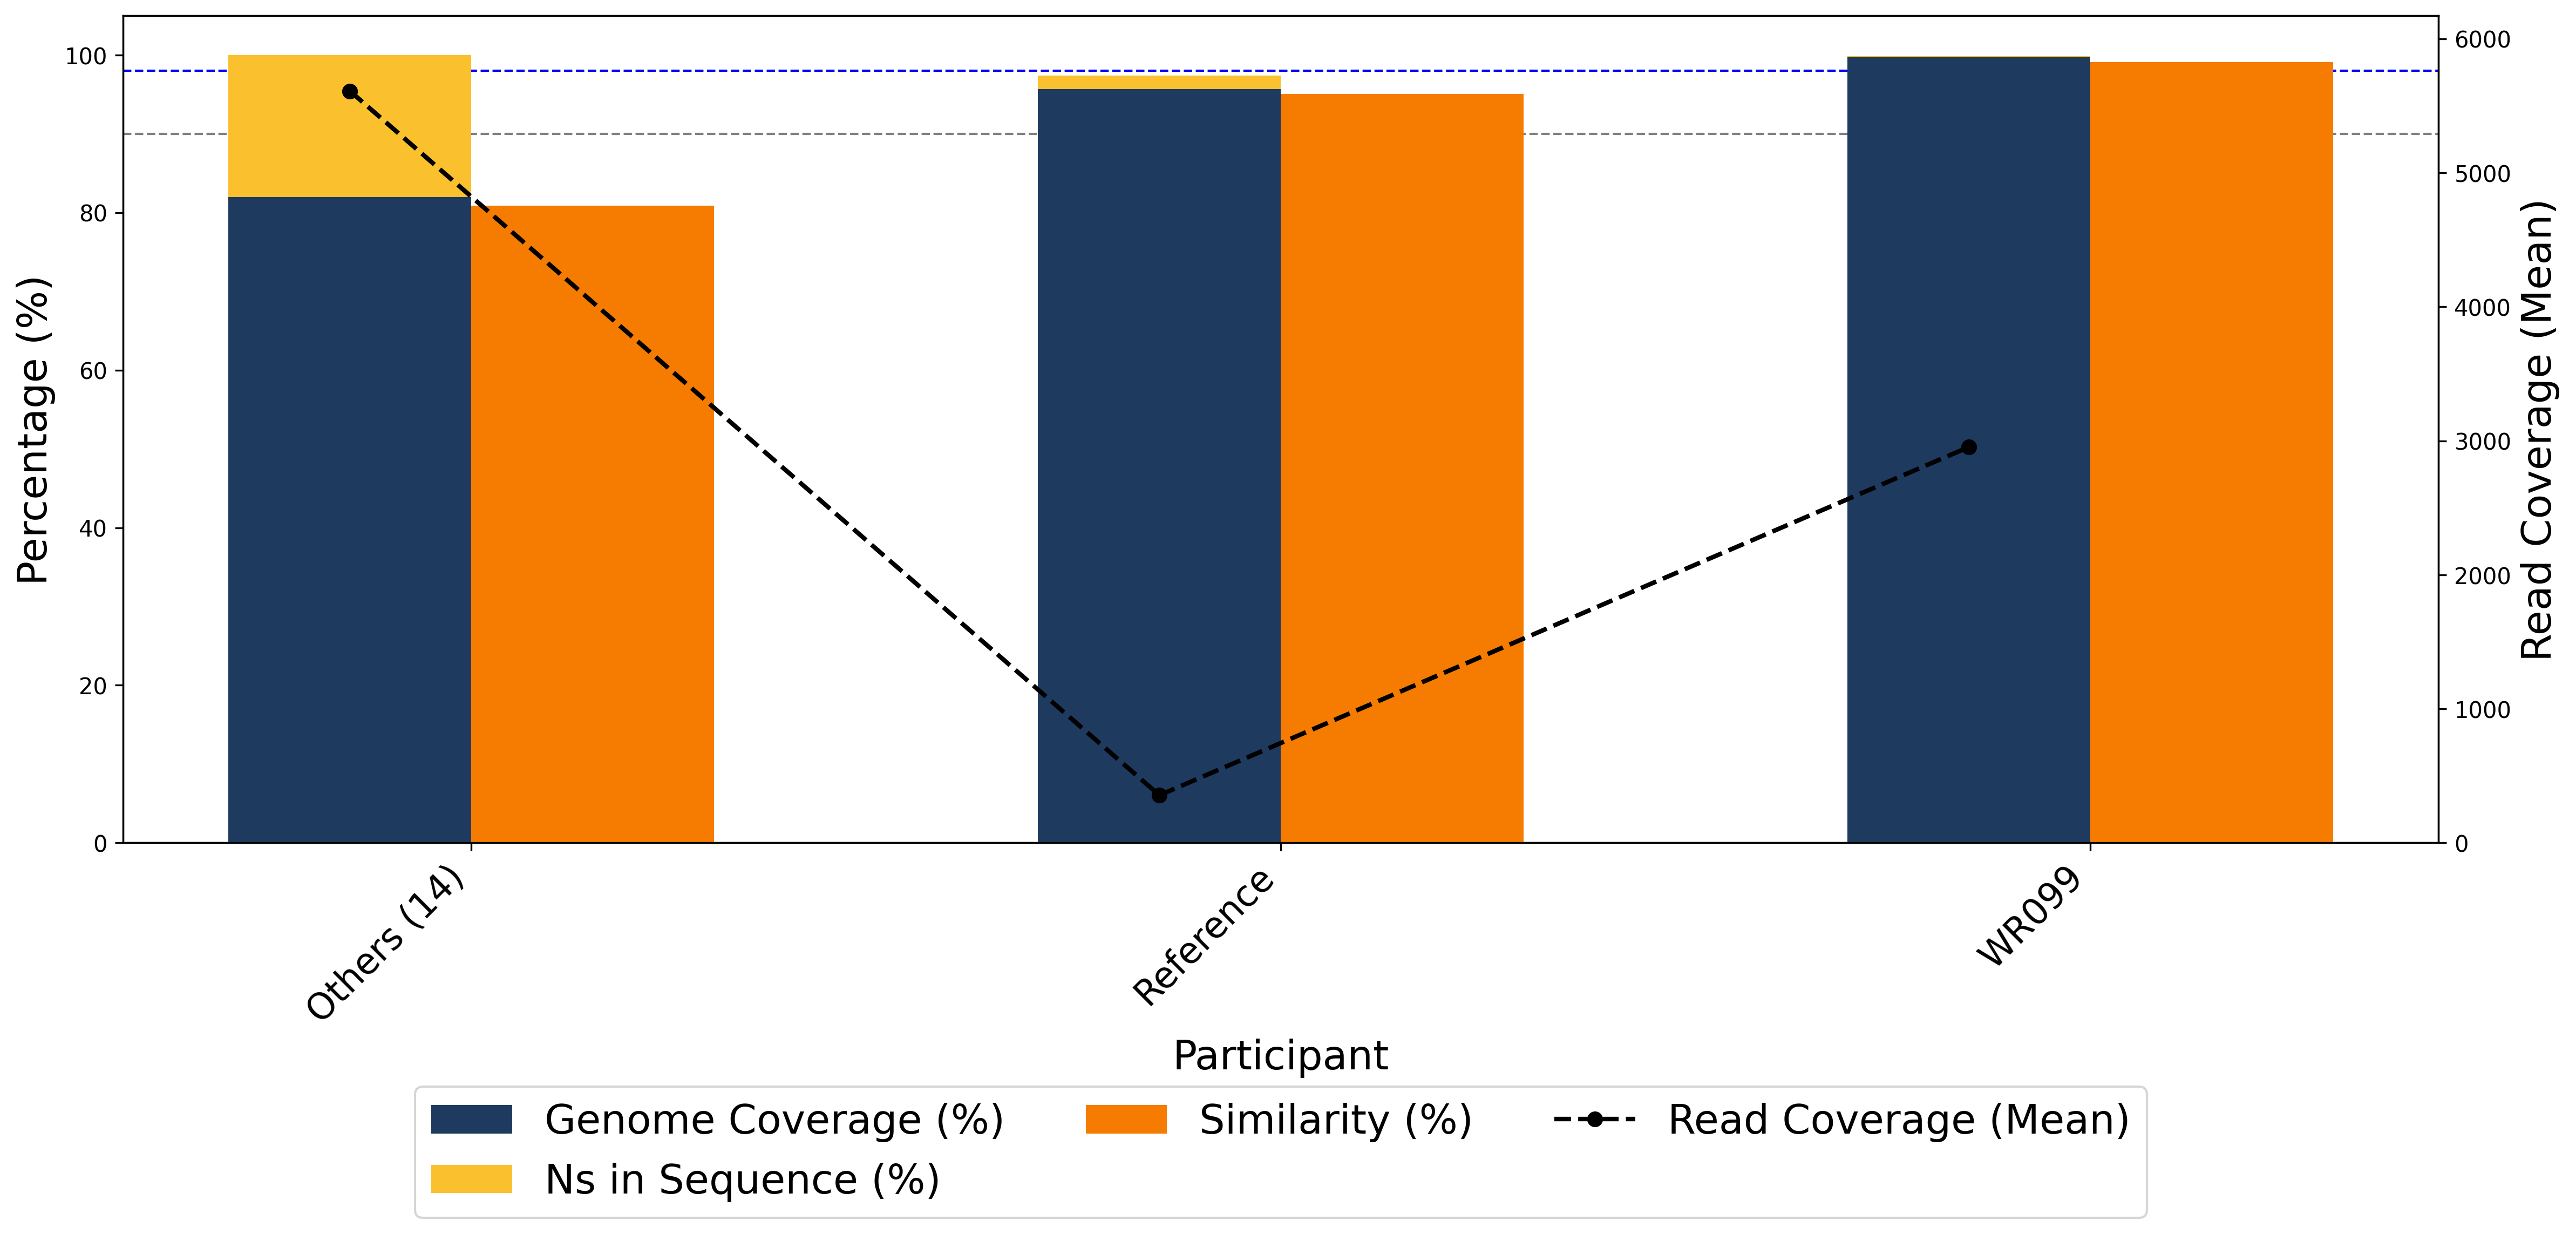 100
80
60
40
20
0
Percentage (%)
6000
5000
4000
3000
2000
1000
0
Read Coverage (Mean)
Others (14)
Reference
WR099
Participant
Genome Coverage (%)
Ns in Sequence (%)
Similarity (%)
Read Coverage (Mean)